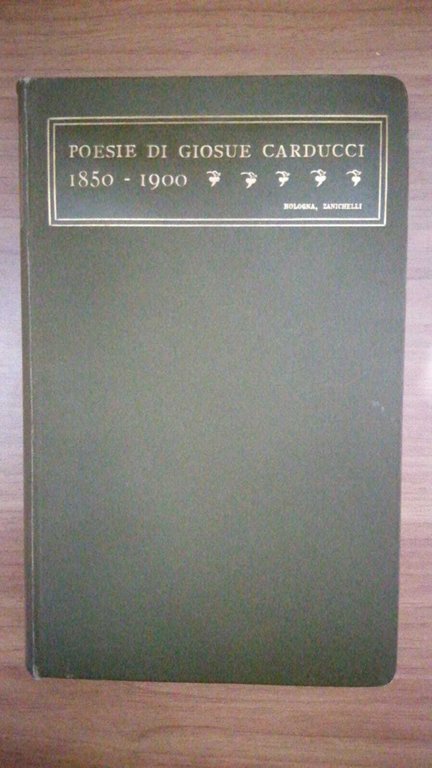 POESIE DI GIOSUE CARDUCCI
1850 - 1900
BOLOGNA, ZANICHELLI